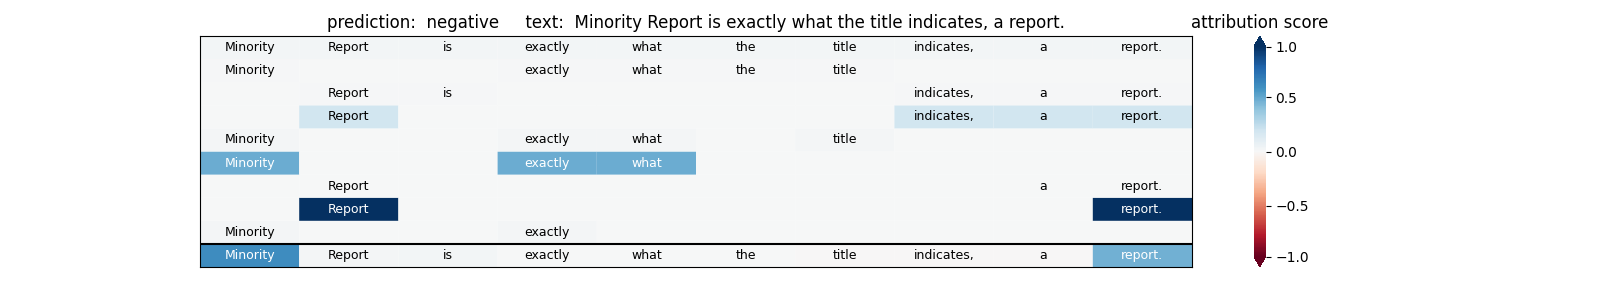 prediction:  negative     text:  Minority Report is exactly what the title indicates, a report.
attribution score
Minority Report is exactly what the title indicates, a report.
Minority exactly what the title
Report is indicates, a report.
Report indicates, a report.
Minority exactly what title
Minority exactly what
Report a report.
Report report.
Minority exactly
Minority Report is exactly what the title indicates, a report.
1.0
0.5
0.0
−0.5
−1.0